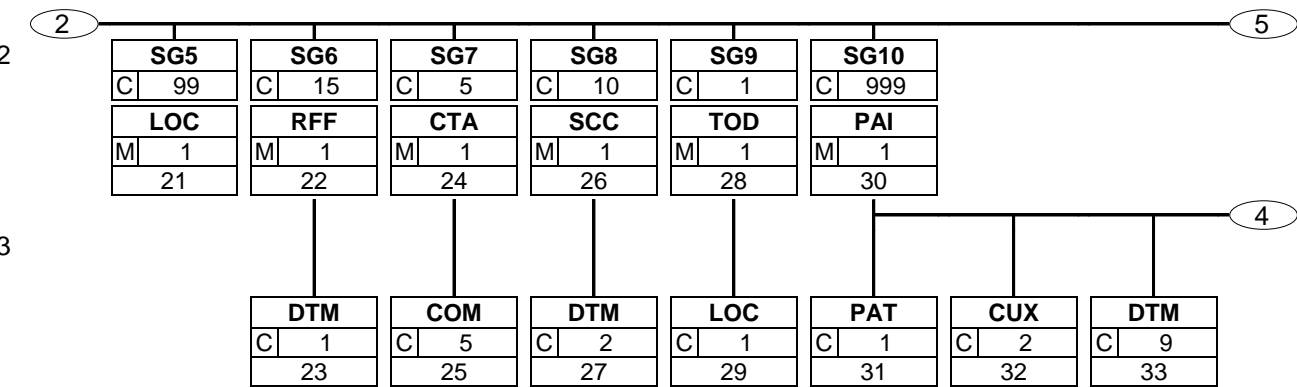 2 5
2 SG5 SG6 SG7 SG8 SG9 SG10
C 99 C 15 C 5 C 10 C 1 C 999
LOC RFF CTA SCC TOD PAI
M 1 M 1 M 1 M 1 M 1 M 1
21 22 24 26 28 30
4
3
DTM COM DTM LOC PAT CUX DTM
C 1 C 5 C 2 C 1 C 1 C 2 C 9
23 25 27 29 31 32 33